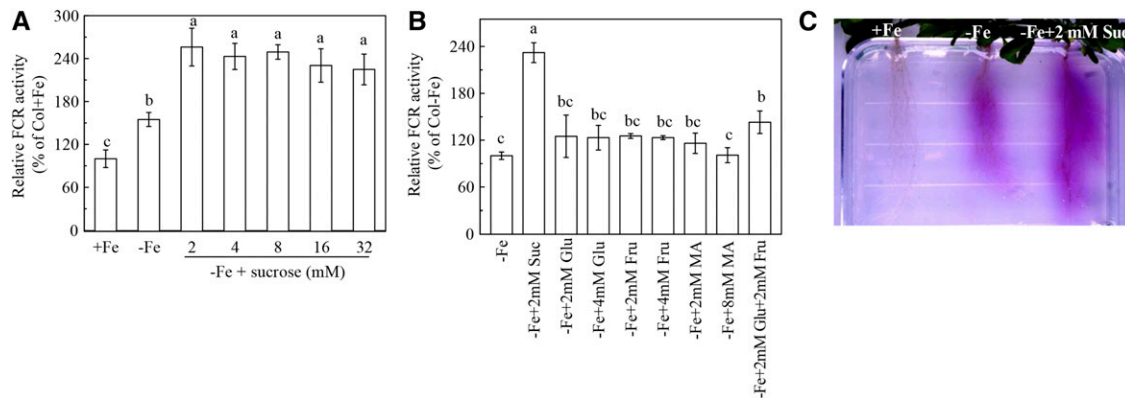 A
Relative FCR activity
(% of Col+Fe)
300
240
180
120
60
0
c
b
a
a
a
a
a
+Fe
-Fe
2
4
8
16
32
-Fe + sucrose (mM)
B
Relative FCR activity
(% of Col-Fe)
240
180
120
60
0
c
a
bc
bc
bc
bc
bc
c
b
-Fe
-Fe+2mM Suc
-Fe+2mM Glu
-Fe+4mM Glu
-Fe+2mM Fru
-Fe+4mM Fru
-Fe+2mM MA
-Fe+8mM MA
-Fe+2mM Glu+2mM Fru
C
+Fe
-Fe
-Fe+2 mM Suc